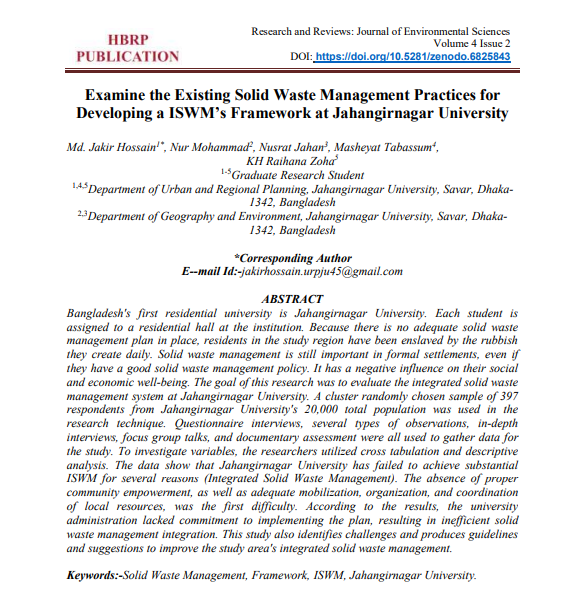 HBRP
PUBLICATION
Research and Reviews: Journal of Environmental Sciences
Volume 4 Issue 2
DOI: https://doi.org/10.5281/zenodo.6825843
Examine the Existing Solid Waste Management Practices for
Developing a ISWM's Framework at Jahangirnagar University
Md. Jakir Hossain1*, Nur Mohammad2, Nusrat Jahan3, Masheyat Tabassum4,
KH Raihana Zoha5
1-5Graduate Research Student
1,4,5Department of Urban and Regional Planning, Jahangirnagar University, Savar, Dhaka-
1342, Bangladesh
2,3Department of Geography and Environment, Jahangirnagar University, Savar, Dhaka-
1342, Bangladesh
*Corresponding Author
E--mail Id:-jakirhossain.urpju45@gmail.com
ABSTRACT
Bangladesh's first residential university is Jahangirnagar University. Each student is
assigned to a residential hall at the institution. Because there is no adequate solid waste
management plan in place, residents in the study region have been enslaved by the rubbish
they create daily. Solid waste management is still important in formal settlements, even if
they have a good solid waste management policy. It has a negative influence on their social
and economic well-being. The goal of this research was to evaluate the integrated solid waste
management system at Jahangirnagar University. A cluster randomly chosen sample of 397
respondents from Jahangirnagar University's 20,000 total population was used in the
research technique. Questionnaire interviews, several types of observations, in-depth
interviews, focus group talks, and documentary assessment were all used to gather data for
the study. To investigate variables, the researchers utilized cross tabulation and descriptive
analysis. The data show that Jahangirnagar University has failed to achieve substantial
ISWM for several reasons (Integrated Solid Waste Management). The absence of proper
community empowerment, as well as adequate mobilization, organization, and coordination
of local resources, was the first difficulty. According to the results, the university
administration lacked commitment to implementing the plan, resulting in inefficient solid
waste management integration. This study also identifies challenges and produces guidelines
and suggestions to improve the study area's integrated solid waste management.
Keywords:-Solid Waste Management, Framework, ISWM, Jahangirnagar University.